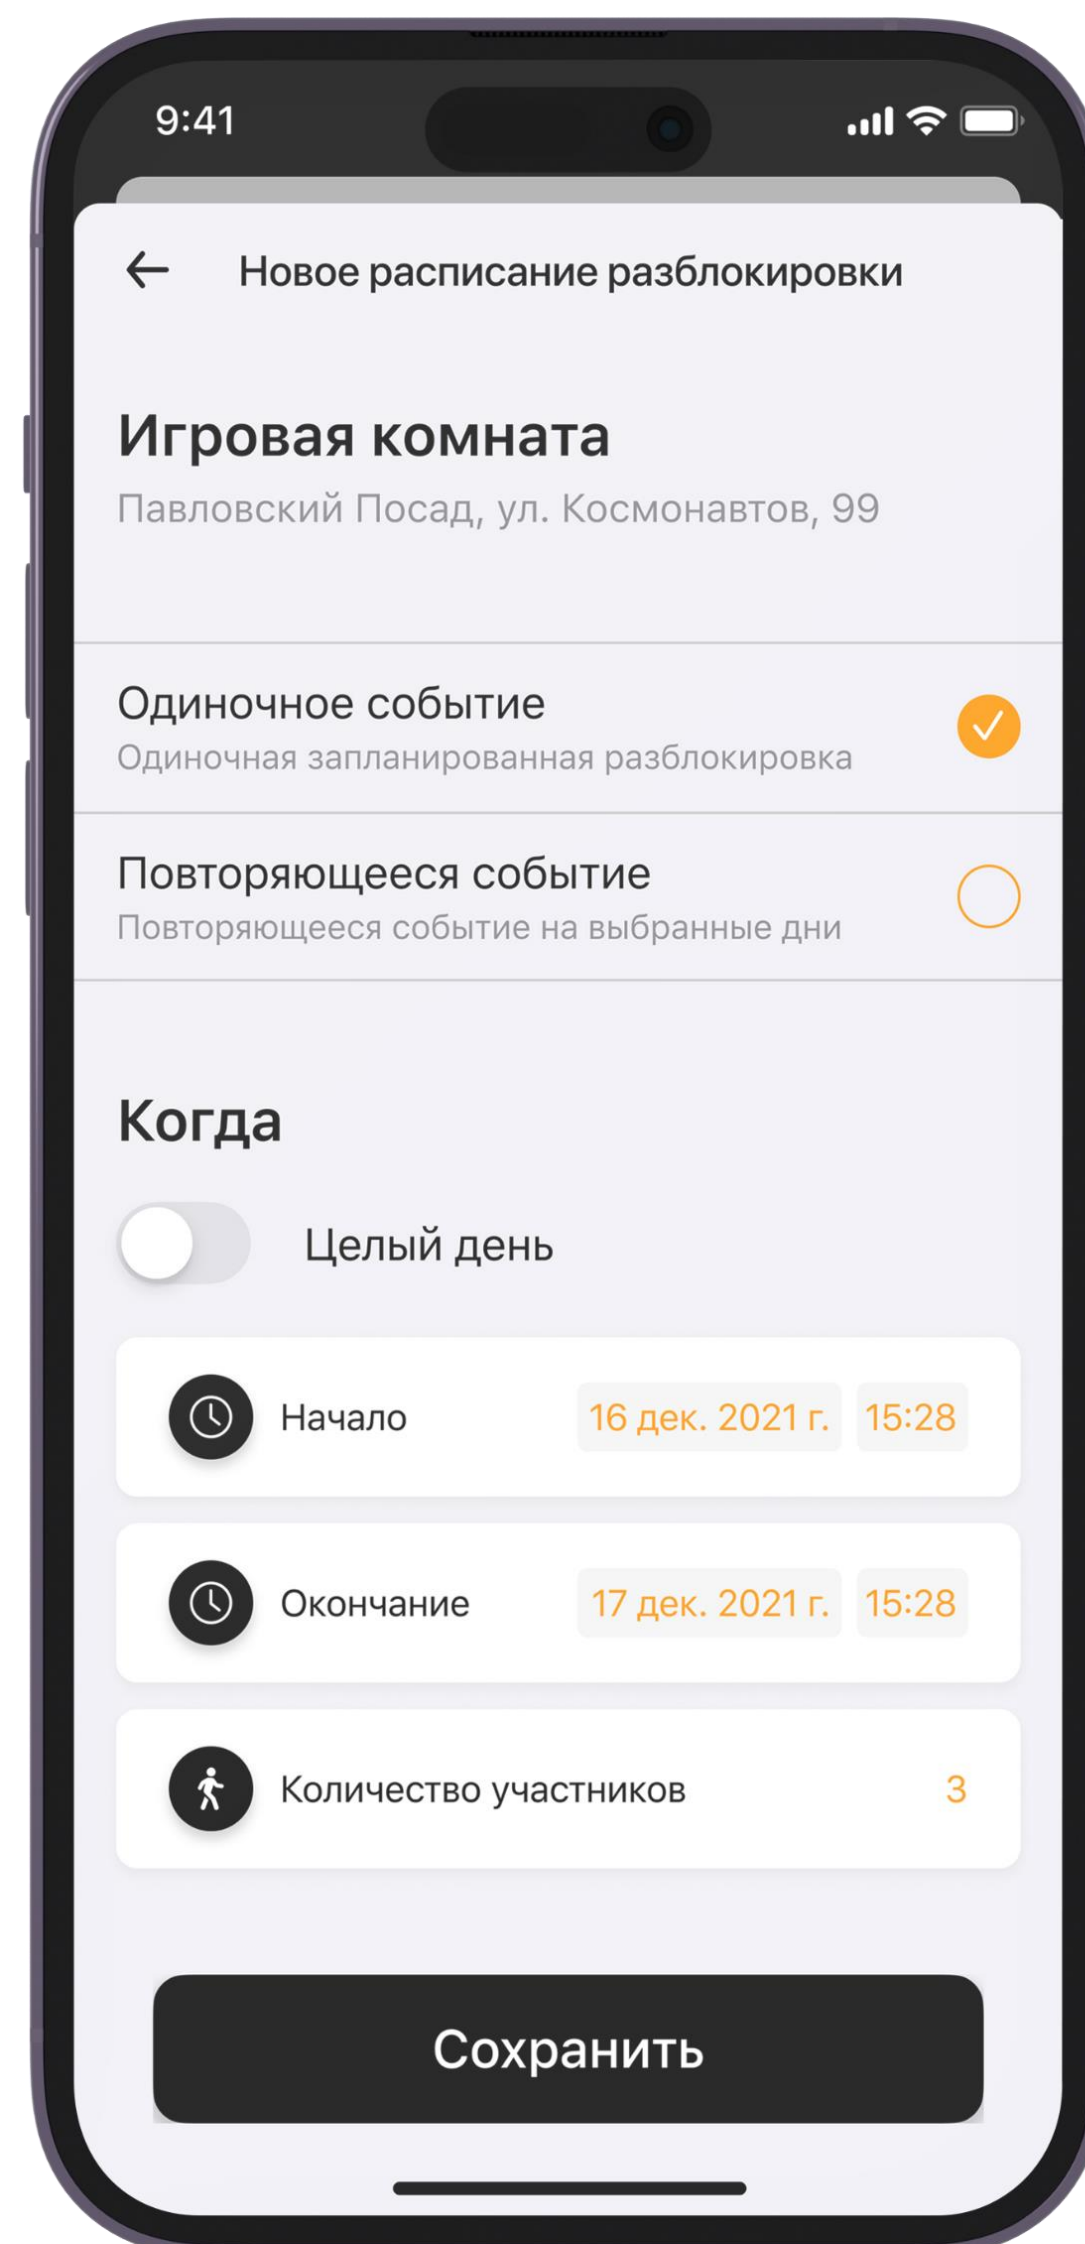 9:41
Новое расписание разблокировки
Игровая комната
Павловский Посад, ул. Космонавтов, 99
Одиночное событие
Одиночная запланированная разблокировка
Повторяющееся событие
Повторяющееся событие на выбранные дни
Когда
Целый день
Начало 16 дек. 2021 г. 15:28
Окончание 17 дек. 2021 г. 15:28
Количество участников 3
Сохранить